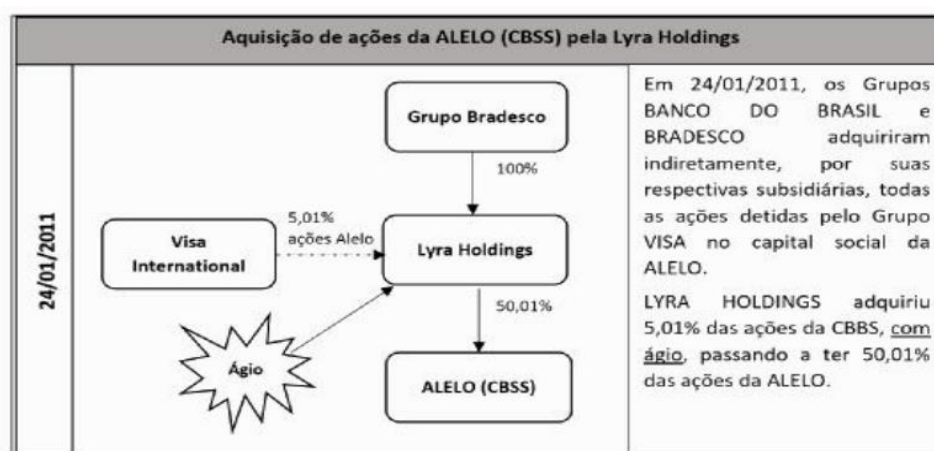 Aquisição de ações da ALELO (CBSS) pela Lyra Holdings
24/01/2011
Grupo Bradesco
100%
5,01%
ações Alelo
Visa
International
Lyra Holdings
50,01%
Ágio
ALELO (CBSS)
Em 24/01/2011, os Grupos
BANCO DO BRASIL e
BRADESCO adquiriram
indiretamente, por suas
respectivas subsidiárias, todas
as ações detidas pelo Grupo
VISA no capital social da
ALELO.
LYRA HOLDINGS adquiriu
5,01% das ações da CBBS, com
ágio, passando a ter 50,01%
das ações da ALELO.